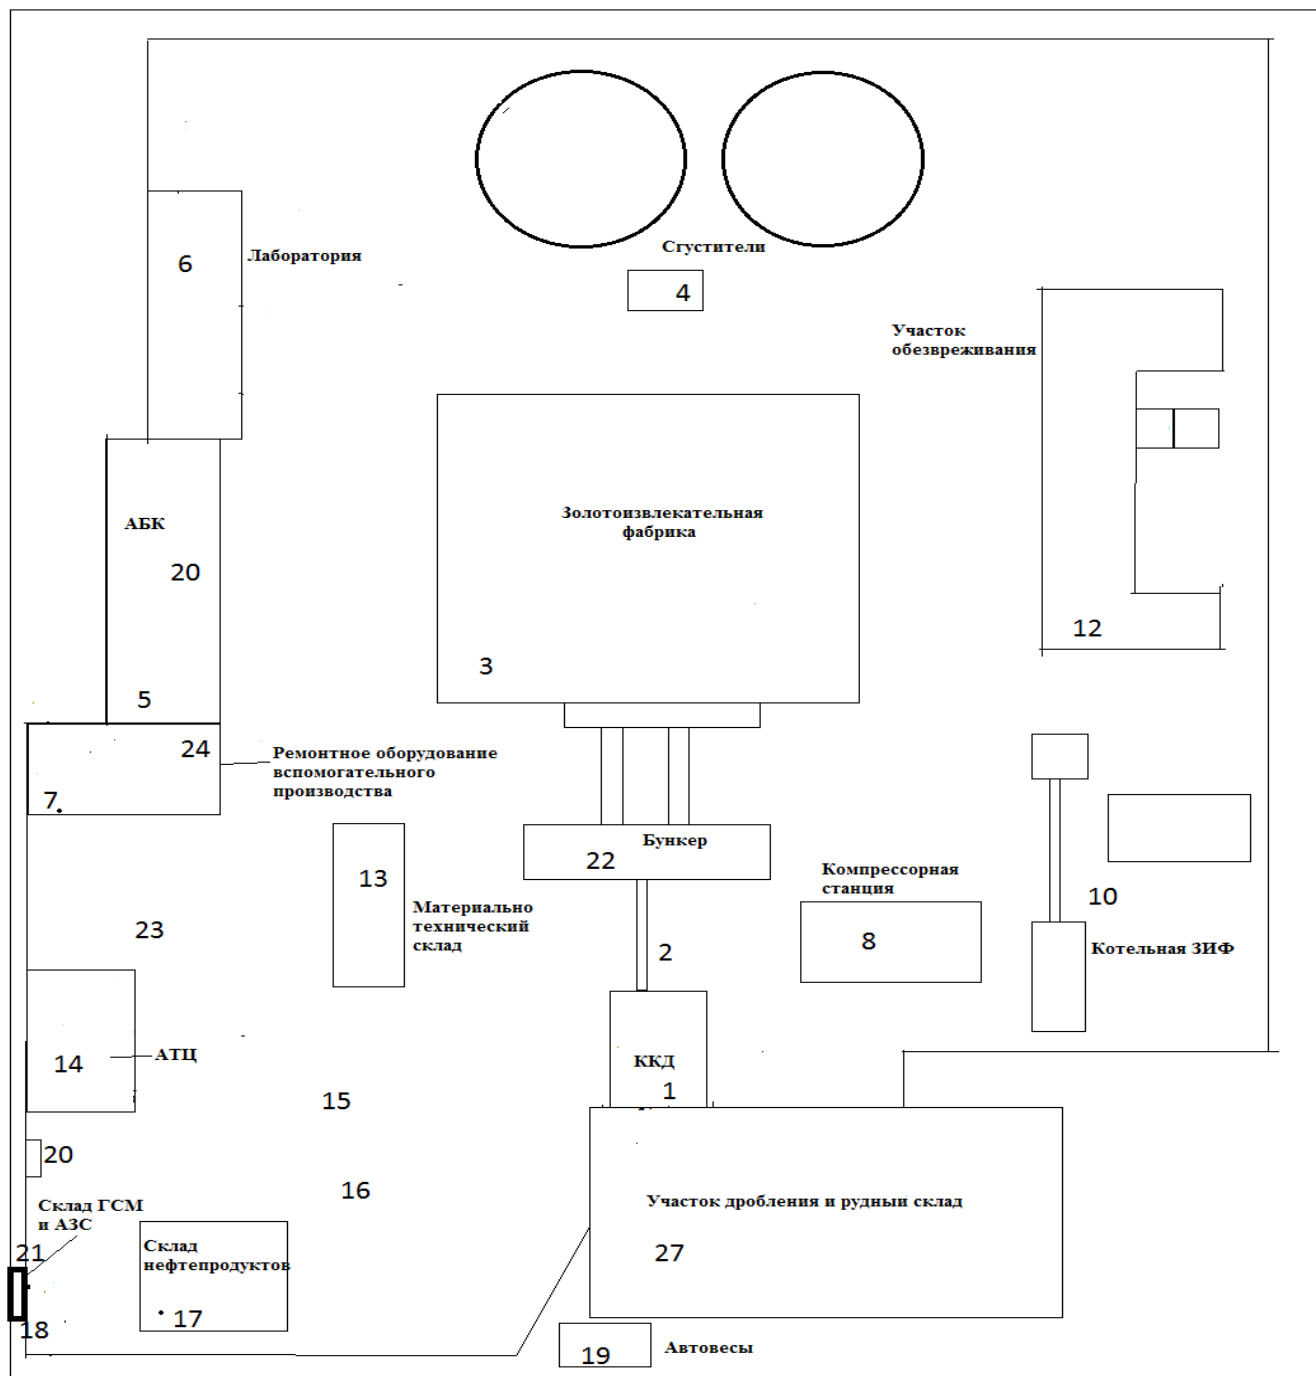 Сгустители
6
Лаборатория
4
Участок
обезвреживания
АБК
Золотоизвлекательная
фабрика
20
12
3
5
24
Ремонтное оборудование
вспомогательного
производства
7
Бункер
22
13
Компрессорная
станция
10
Материально
технический
склад
23
2
8
Котельная ЗИФ
14
АТЦ
ККД
1
15
20
16
Склад ГСМ
и АЗС
Участок дробления и рудныи склад
21
Склад
нефтепродуктов
27
17
18
19
Автовесы